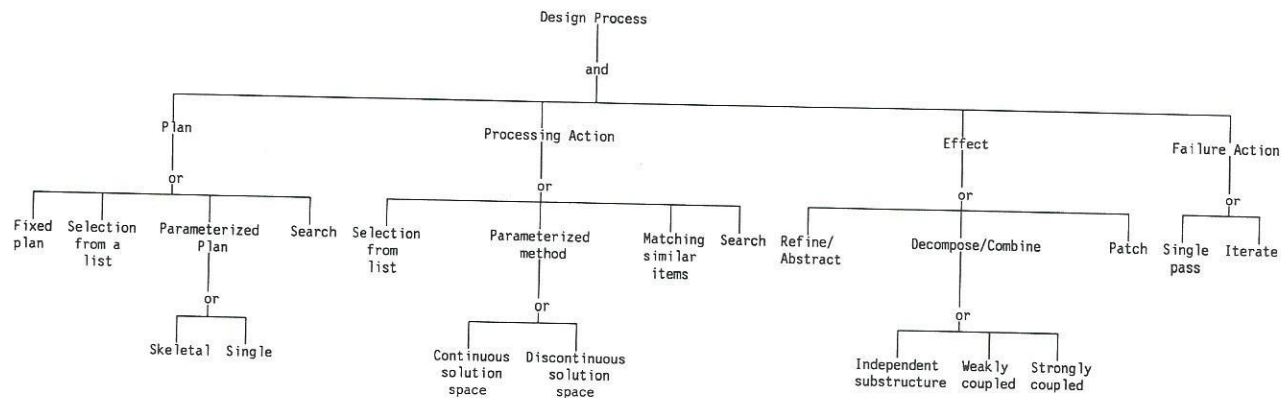 Design Process
and
Plan
Processing Action
Effect
Failure Action
or
or
or
or
Fixed
plan
Selection
from a
list
Parameterized
Plan
Search
Selection
from
list
Parameterized
method
Matching
similar
items
Search
Refine/
Abstract
Decompose/Combine
Patch
Single
pass
Iterate
or
or
or
Skeletal
Single
Continuous
solution
space
Discontinuous
solution
space
Independent
substructure
Weakly
coupled
Strongly
coupled